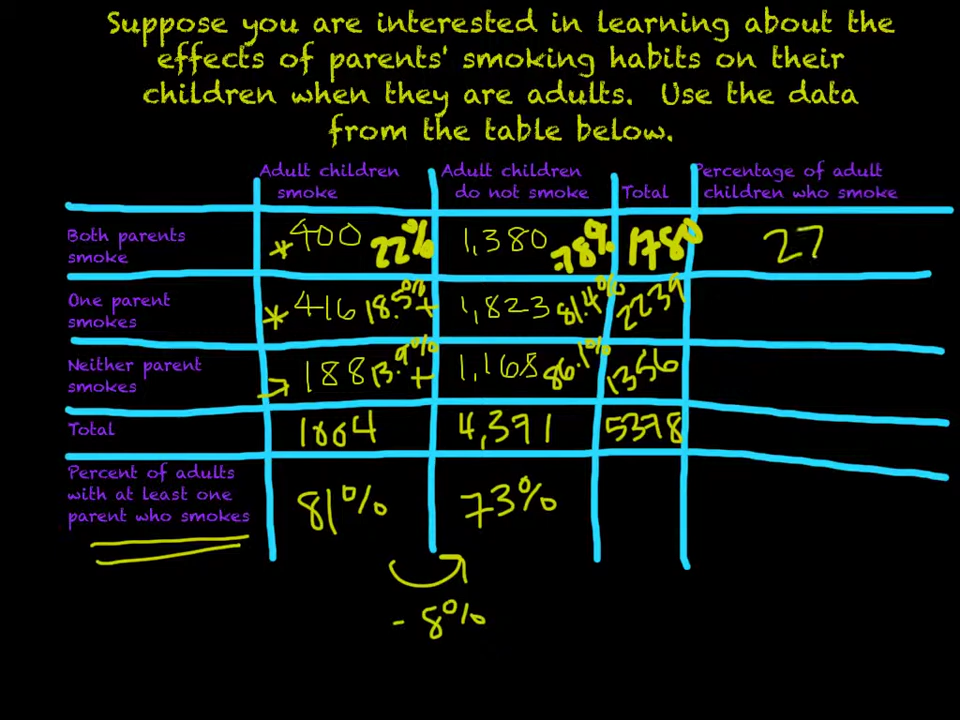 Suppose you are interested in learning about the
effects of parents' smoking habits on their
children when they are adults. Use the data
from the table below.
Adult children smoke Adult children do not smoke Total Percentage of adult children who smoke
Both parents smoke *400 22% 1,380 78% 1780 27
One parent smokes *416 18.5% + 1,823 81.4% 2239
Neither parent smokes → 188 13.9% + 1,168 86.1% 1356
Total 1004 4,371 5378
Percent of adults with at least one parent who smokes 81% 73%
- 8%